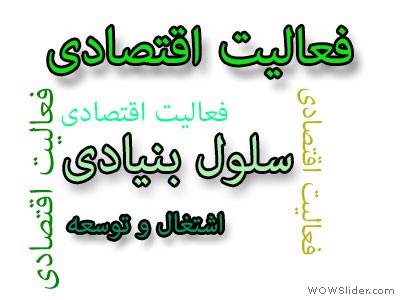 فعالیت اقتصادی
فعالیت اقتصادی
سلول بنیادی
اشتغال و توسعه
فعالیت اقتصادی
فعالیت اقتصادی
WOWSlider.com